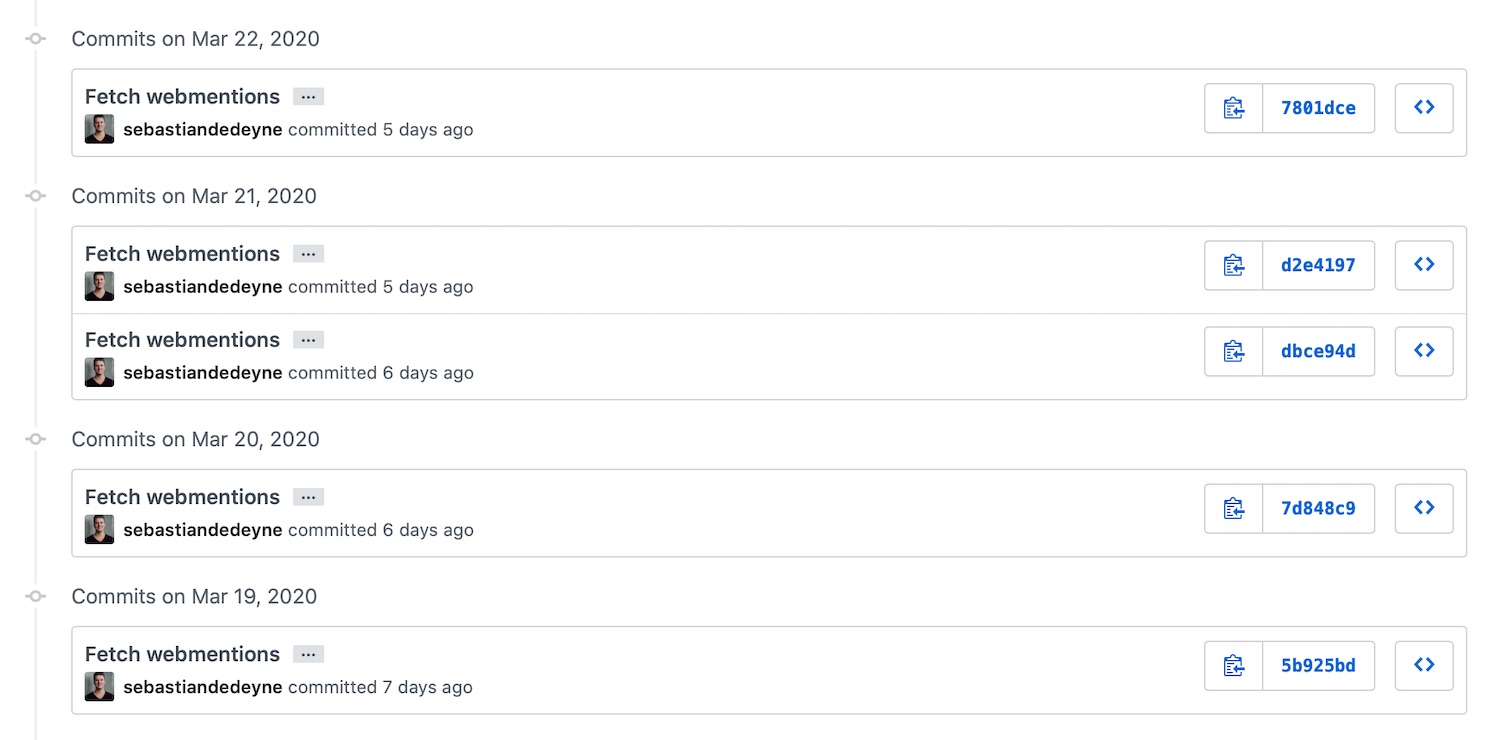 Commits on Mar 22, 2020
Fetch webmentions ...
sebastiandedeyne committed 5 days ago
7801dce
Commits on Mar 21, 2020
Fetch webmentions ...
sebastiandedeyne committed 5 days ago
d2e4197
Fetch webmentions ...
sebastiandedeyne committed 6 days ago
dbce94d
Commits on Mar 20, 2020
Fetch webmentions ...
sebastiandedeyne committed 6 days ago
7d848c9
Commits on Mar 19, 2020
Fetch webmentions ...
sebastiandedeyne committed 7 days ago
5b925bd